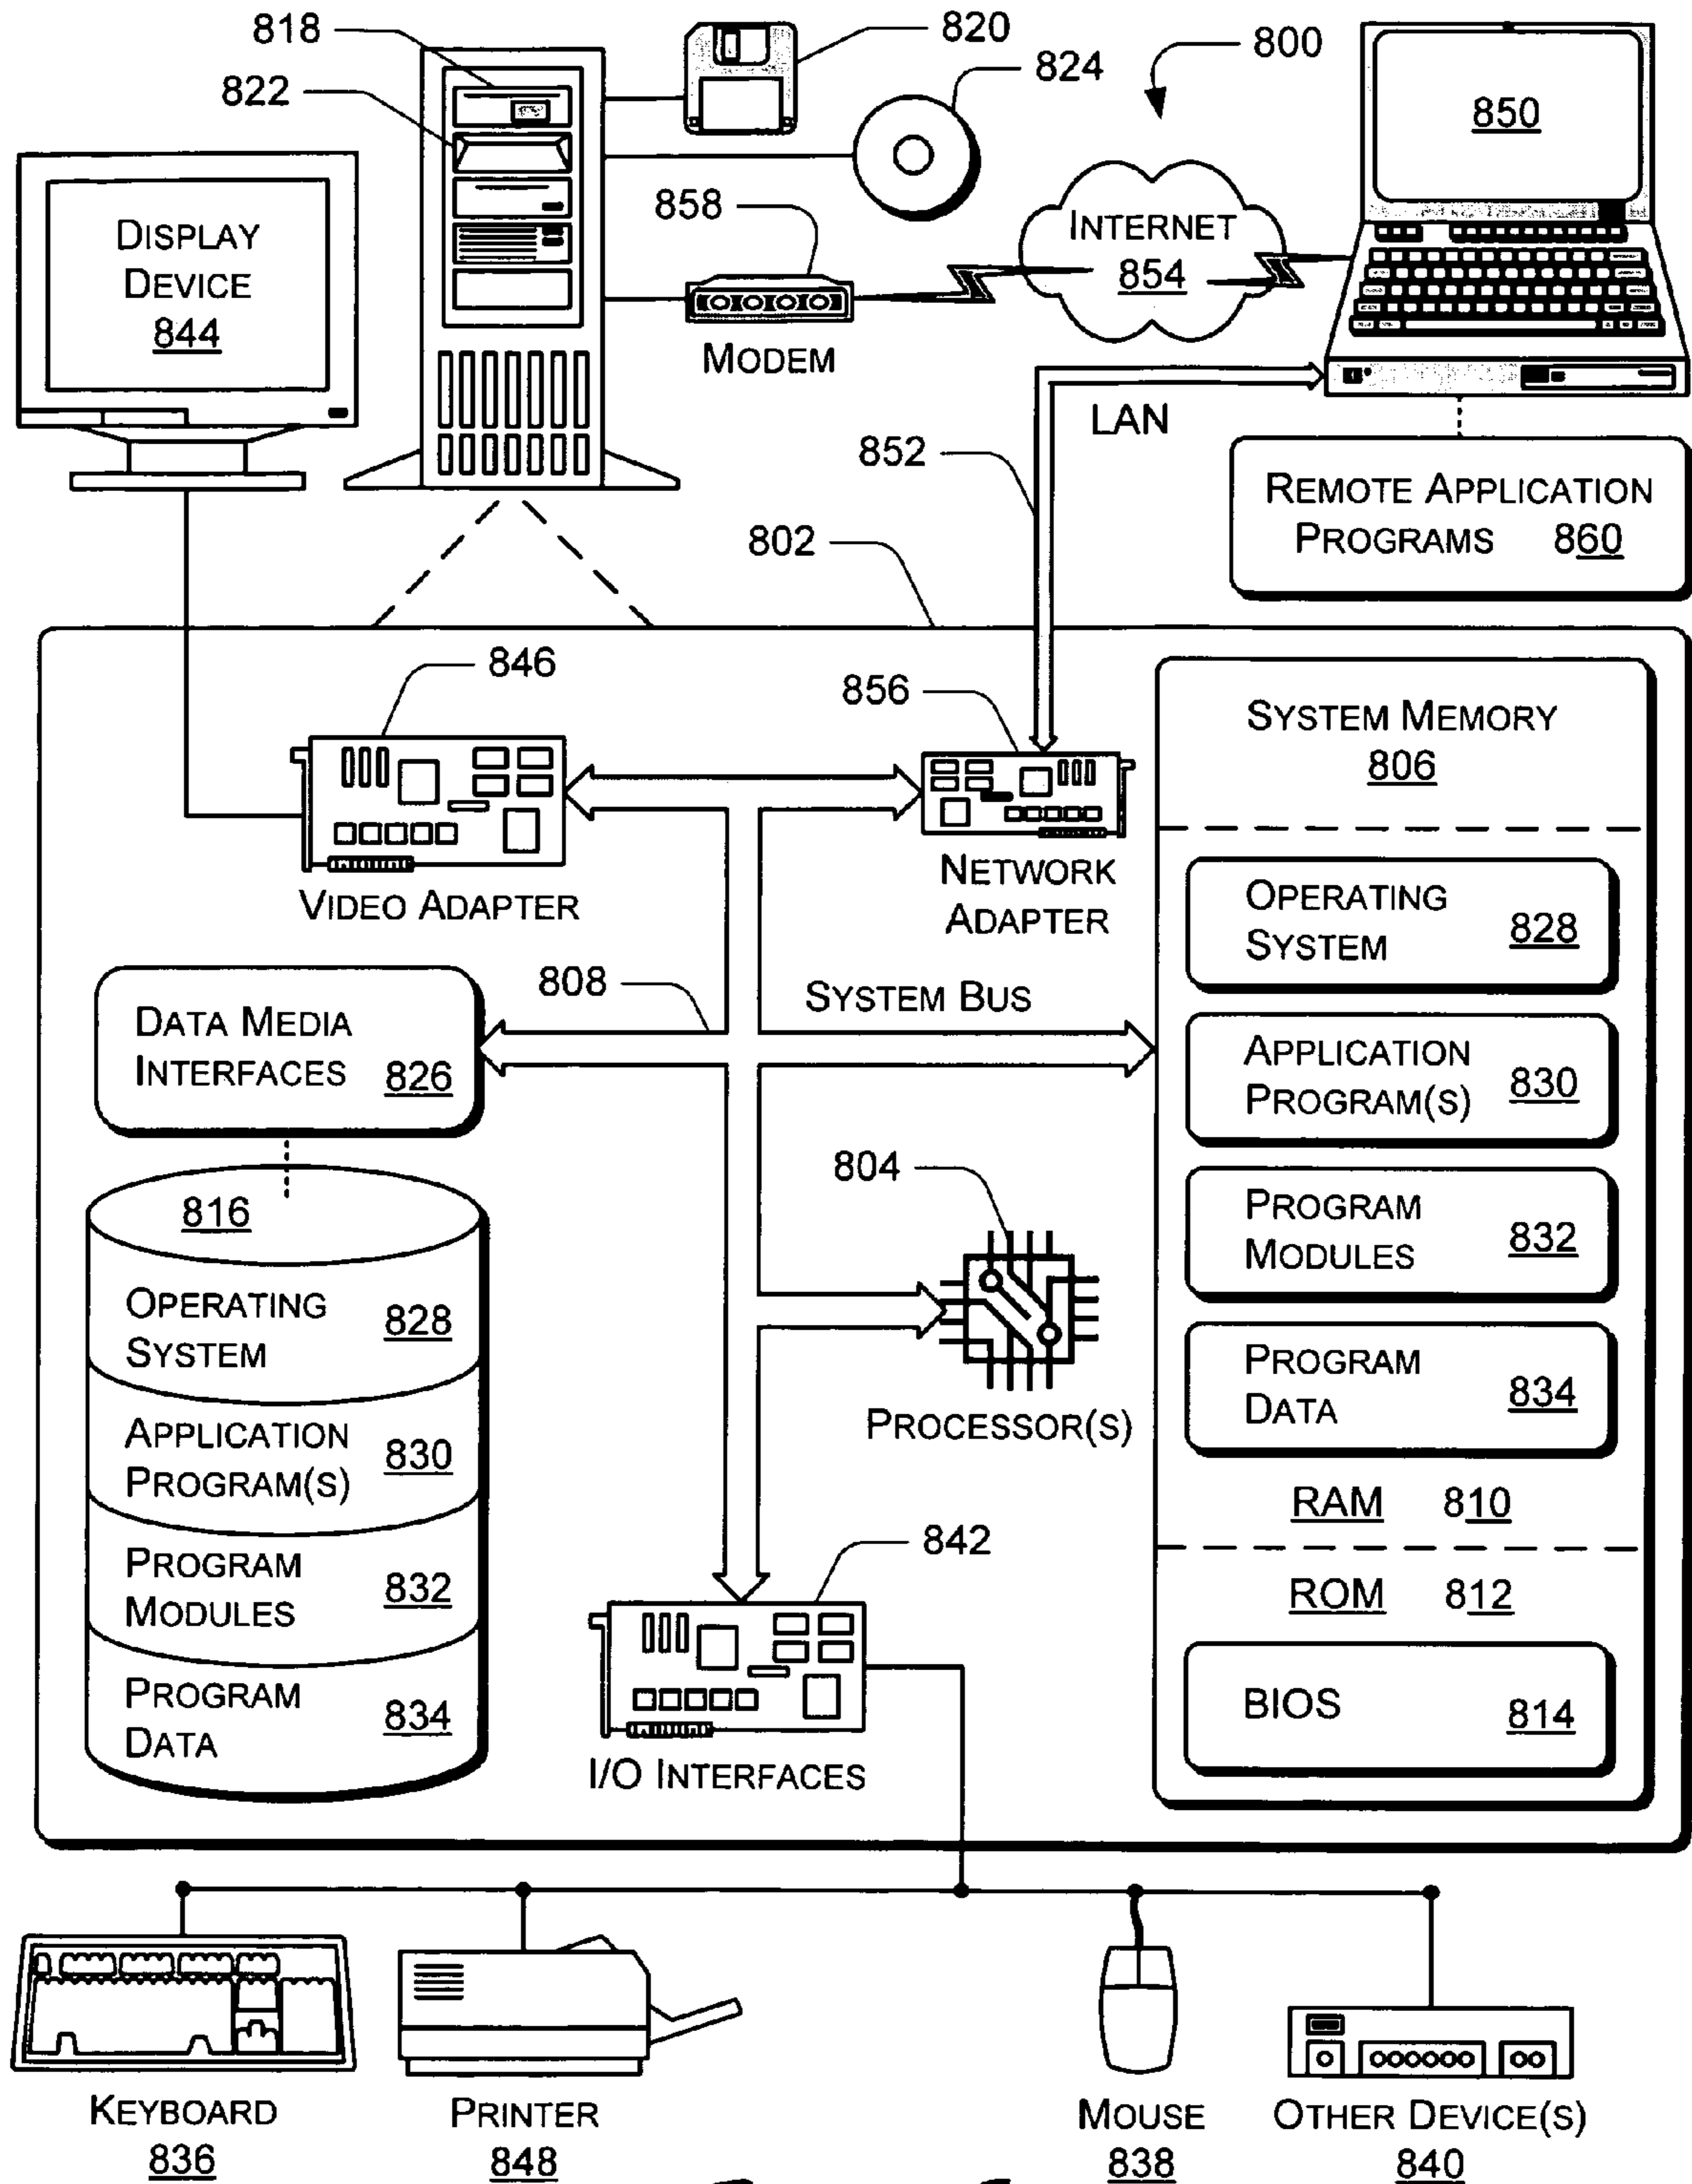 818
820
800
822
824
850
858
DISPLAY
DEVICE
844
INTERNET
854
MODEM
LAN
852
REMOTE APPLICATION
PROGRAMS 860
802
846
856
SYSTEM MEMORY
806
VIDEO ADAPTER
NETWORK
ADAPTER
OPERATING
SYSTEM 828
808
SYSTEM BUS
DATA MEDIA
INTERFACES 826
APPLICATION
PROGRAM(S) 830
804
816
PROGRAM
MODULES 832
OPERATING
SYSTEM 828
PROGRAM
DATA 834
PROCESSOR(S)
APPLICATION
PROGRAM(S) 830
RAM 810
842
PROGRAM
MODULES 832
ROM 812
PROGRAM
DATA 834
BIOS 814
I/O INTERFACES
KEYBOARD
836
PRINTER
848
MOUSE
838
OTHER DEVICE(S)
840